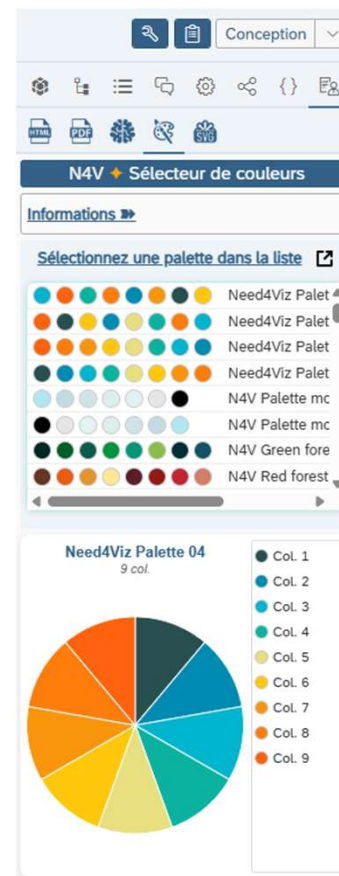 Conception
HTML
PDF
SVG
N4V ✦ Sélecteur de couleurs
Informations
Sélectionnez une palette dans la liste
Need4Viz Palet
Need4Viz Palet
Need4Viz Palet
Need4Viz Palet
N4V Palette mc
N4V Palette mc
N4V Green fore
N4V Red forest
Need4Viz Palette 04
9 col.
Col. 1
Col. 2
Col. 3
Col. 4
Col. 5
Col. 6
Col. 7
Col. 8
Col. 9